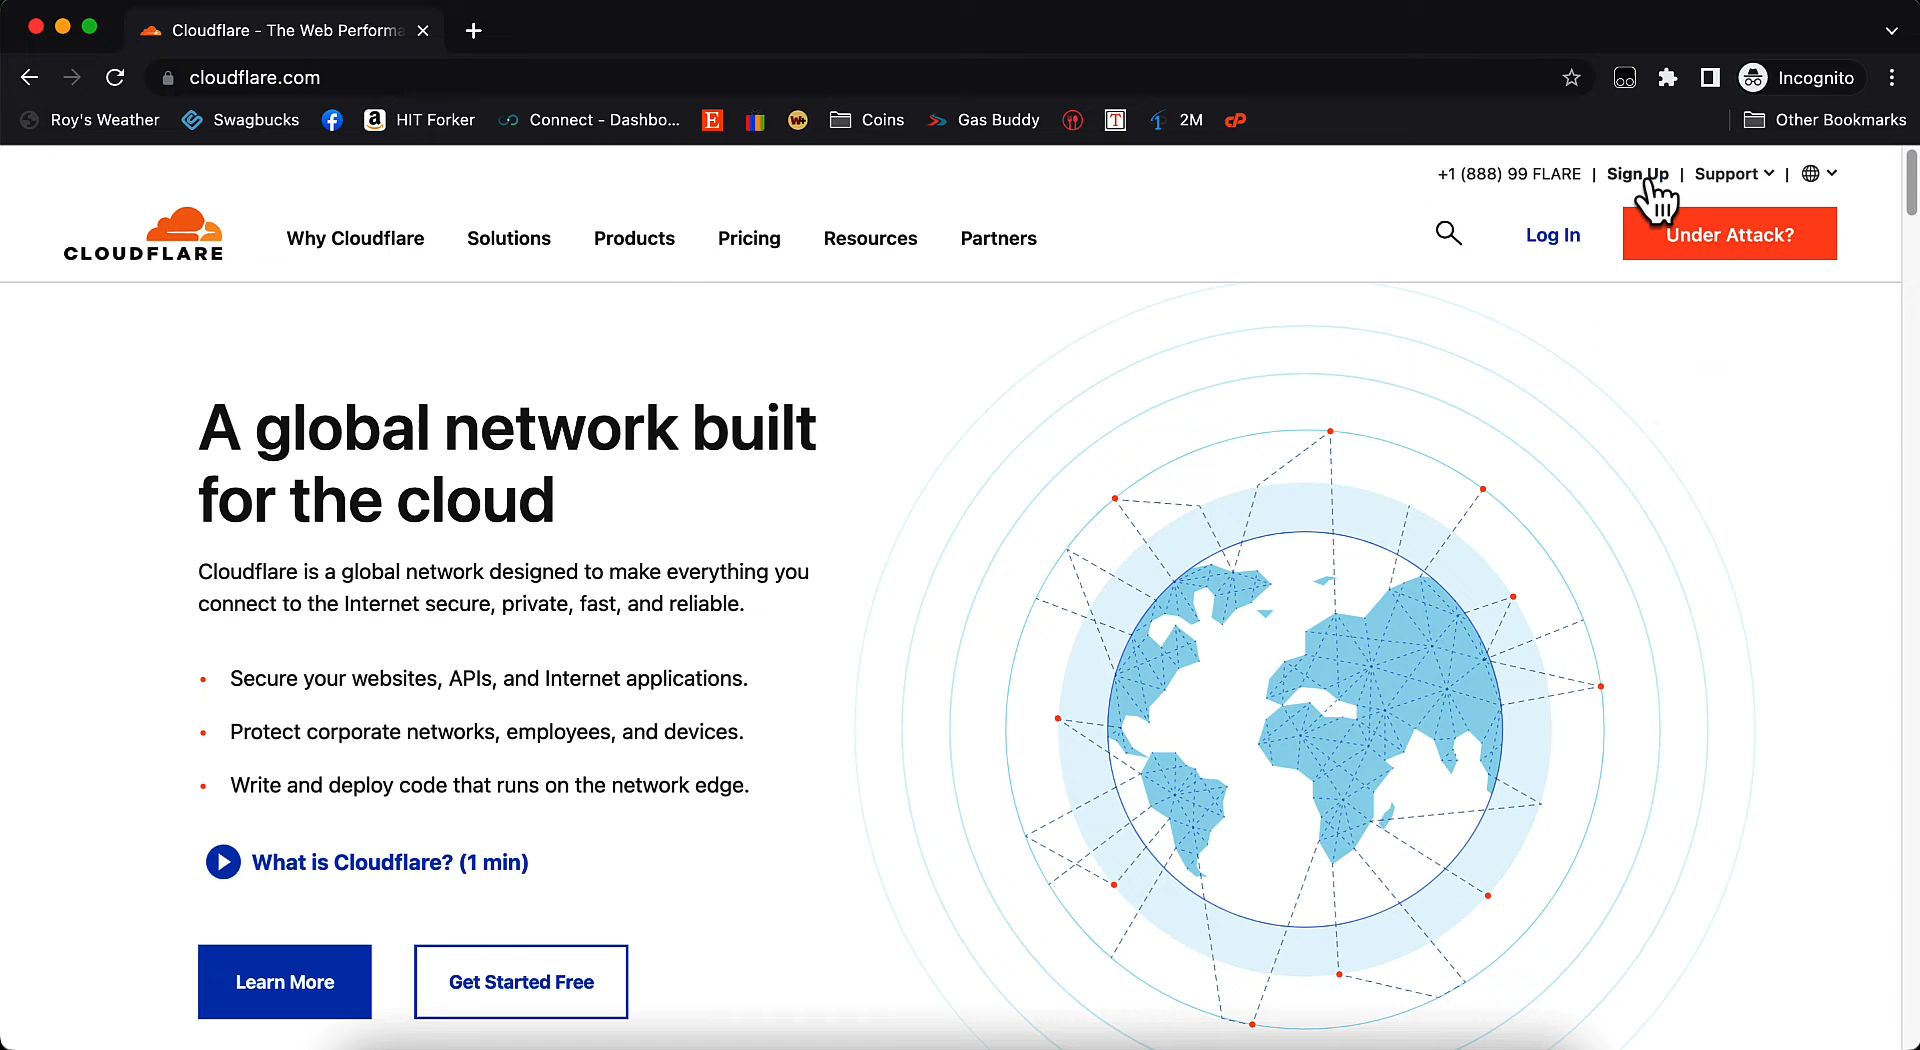 Cloudflare - The Web Performa
cloudflare.com
Incognito
Roy's Weather
Swagbucks
HIT Forker
Connect - Dashbo...
E
W+
Coins
Gas Buddy
T
2M
cP
Other Bookmarks
+1 (888) 99 FLARE | Sign Up | Support |
CLOUDFLARE
Why Cloudflare
Solutions
Products
Pricing
Resources
Partners
Log In
Under Attack?
A global network built
for the cloud
Cloudflare is a global network designed to make everything you
connect to the Internet secure, private, fast, and reliable.
• Secure your websites, APIs, and Internet applications.
• Protect corporate networks, employees, and devices.
• Write and deploy code that runs on the network edge.
What is Cloudflare? (1 min)
Learn More
Get Started Free